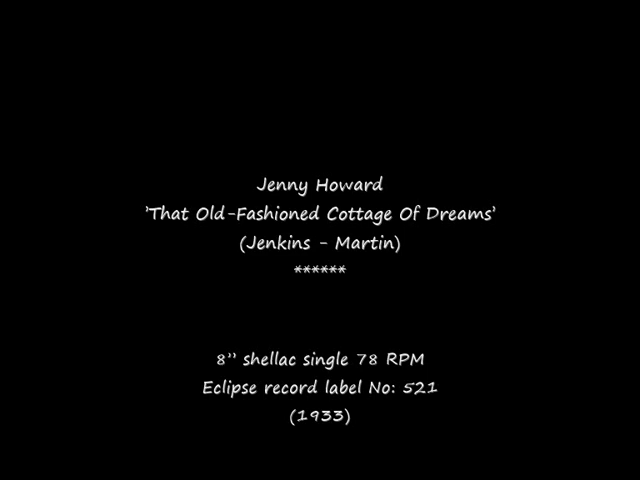 Jenny Howard
'That Old-Fashioned Cottage Of Dreams'
(Jenkins - Martin)
******
8" shellac single 78 RPM
Eclipse record label No: 521
(1933)